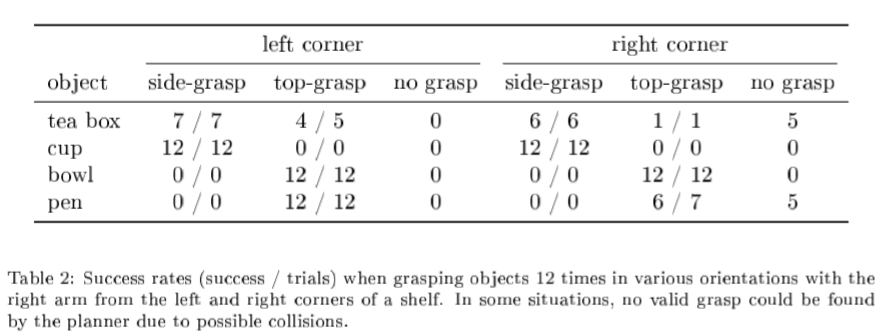 left corner right corner
object side-grasp top-grasp no grasp side-grasp top-grasp no grasp
tea box 7 / 7 4 / 5 0 6 / 6 1 / 1 5
cup 12 / 12 0 / 0 0 12 / 12 0 / 0 0
bowl 0 / 0 12 / 12 0 0 / 0 12 / 12 0
pen 0 / 0 12 / 12 0 0 / 0 6 / 7 5
Table 2: Success rates (success / trials) when grasping objects 12 times in various orientations with the
right arm from the left and right corners of a shelf. In some situations, no valid grasp could be found
by the planner due to possible collisions.